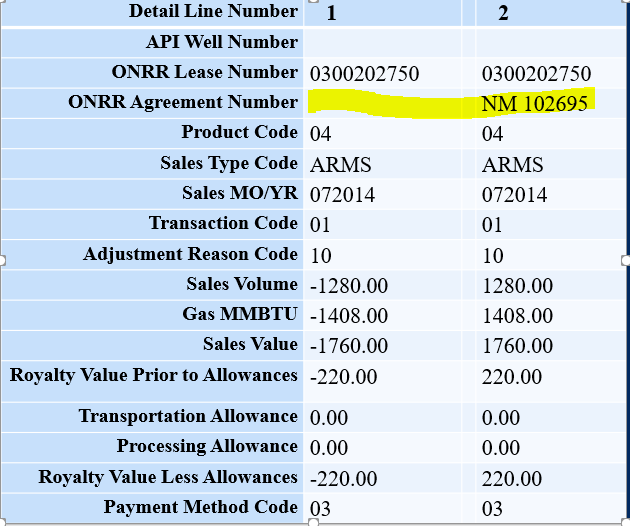 Detail Line Number 1 2
API Well Number
ONRR Lease Number 0300202750 0300202750
ONRR Agreement Number NM 102695
Product Code 04 04
Sales Type Code ARMS ARMS
Sales MO/YR 072014 072014
Transaction Code 01 01
Adjustment Reason Code 10 10
Sales Volume -1280.00 1280.00
Gas MMBTU -1408.00 1408.00
Sales Value -1760.00 1760.00
Royalty Value Prior to Allowances -220.00 220.00
Transportation Allowance 0.00 0.00
Processing Allowance 0.00 0.00
Royalty Value Less Allowances -220.00 220.00
Payment Method Code 03 03